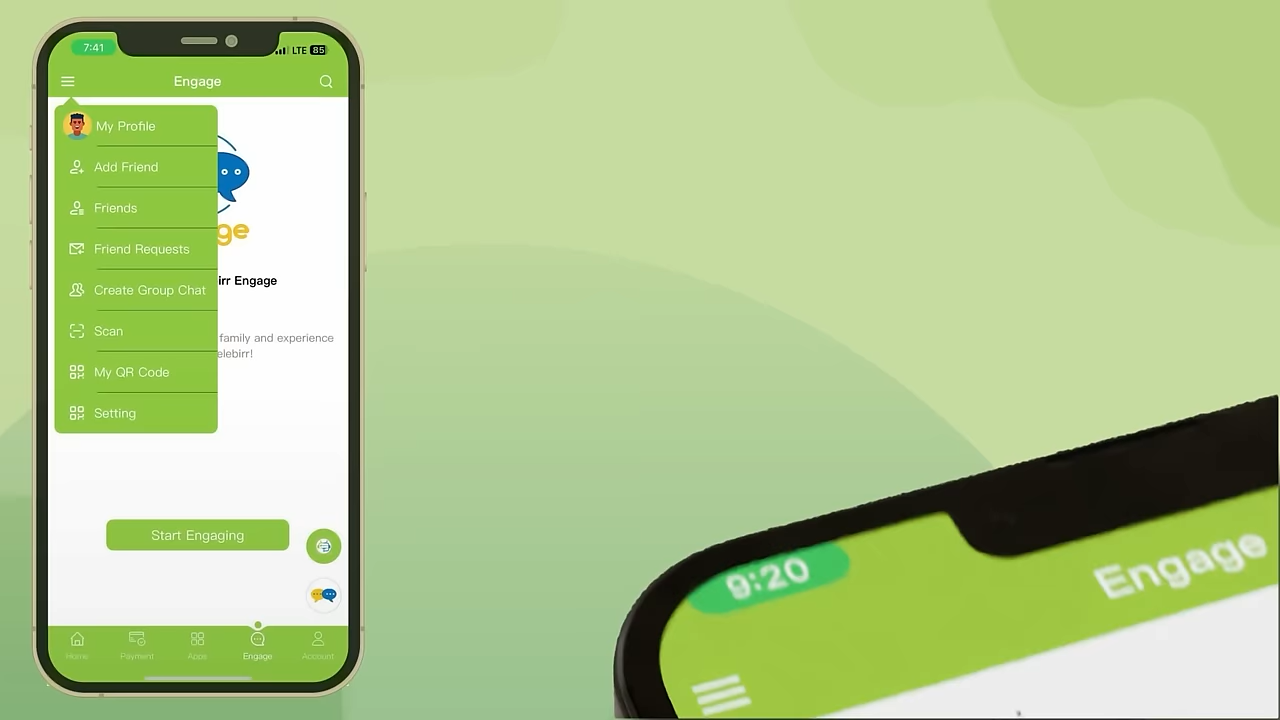 7:41
LTE 85
Engage
My Profile
Add Friend
Friends
Friend Requests
Create Group Chat
Scan
My QR Code
Setting
ge
irr Engage
family and experience
elebirr!
Start Engaging
Home
Payment
Apps
Engage
Account
9:20
Engage